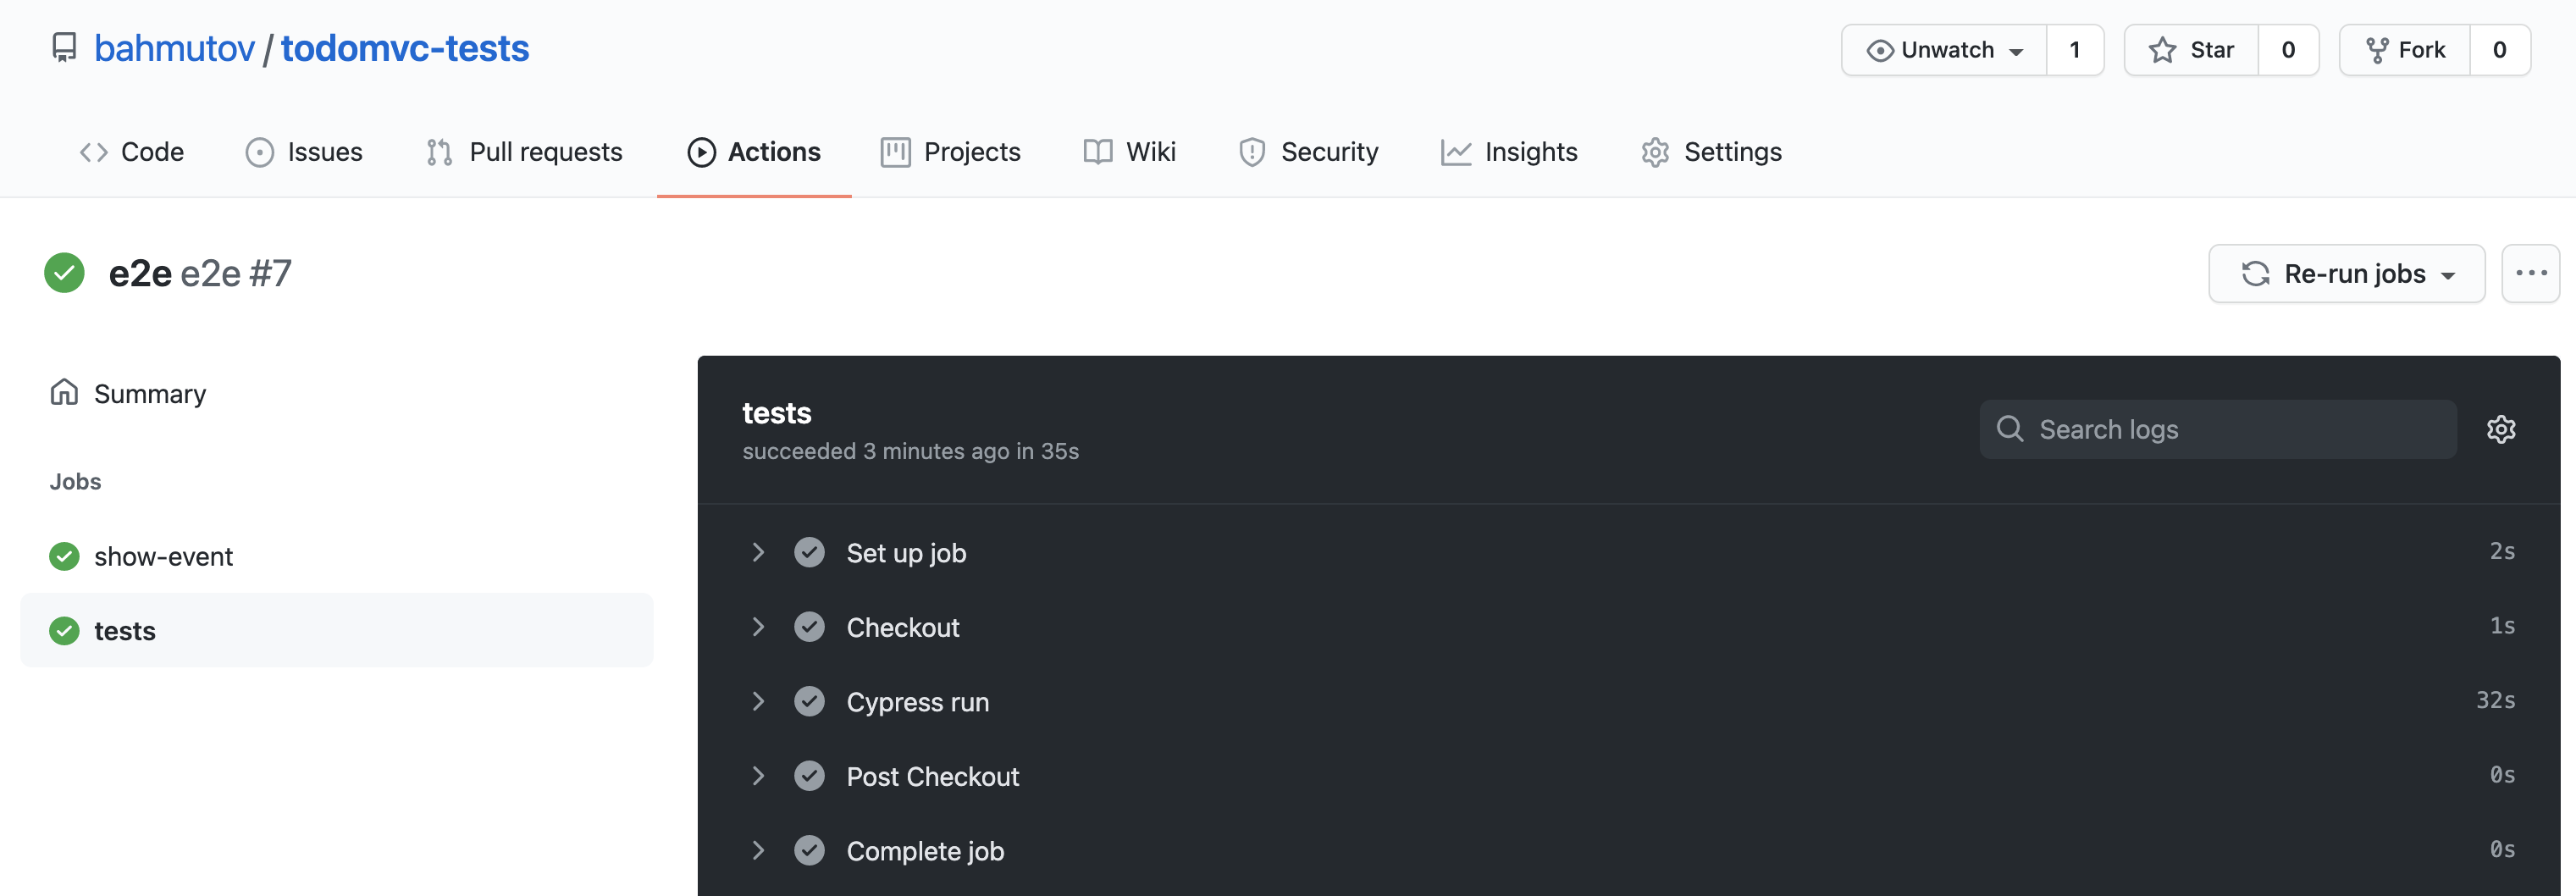 bahmutov / todomvc-tests
Unwatch 1 Star 0 Fork 0
Code Issues Pull requests Actions Projects Wiki Security Insights Settings
e2e e2e #7
Re-run jobs
Summary
Jobs
show-event
tests
tests
succeeded 3 minutes ago in 35s
Search logs
Set up job 2s
Checkout 1s
Cypress run 32s
Post Checkout 0s
Complete job 0s